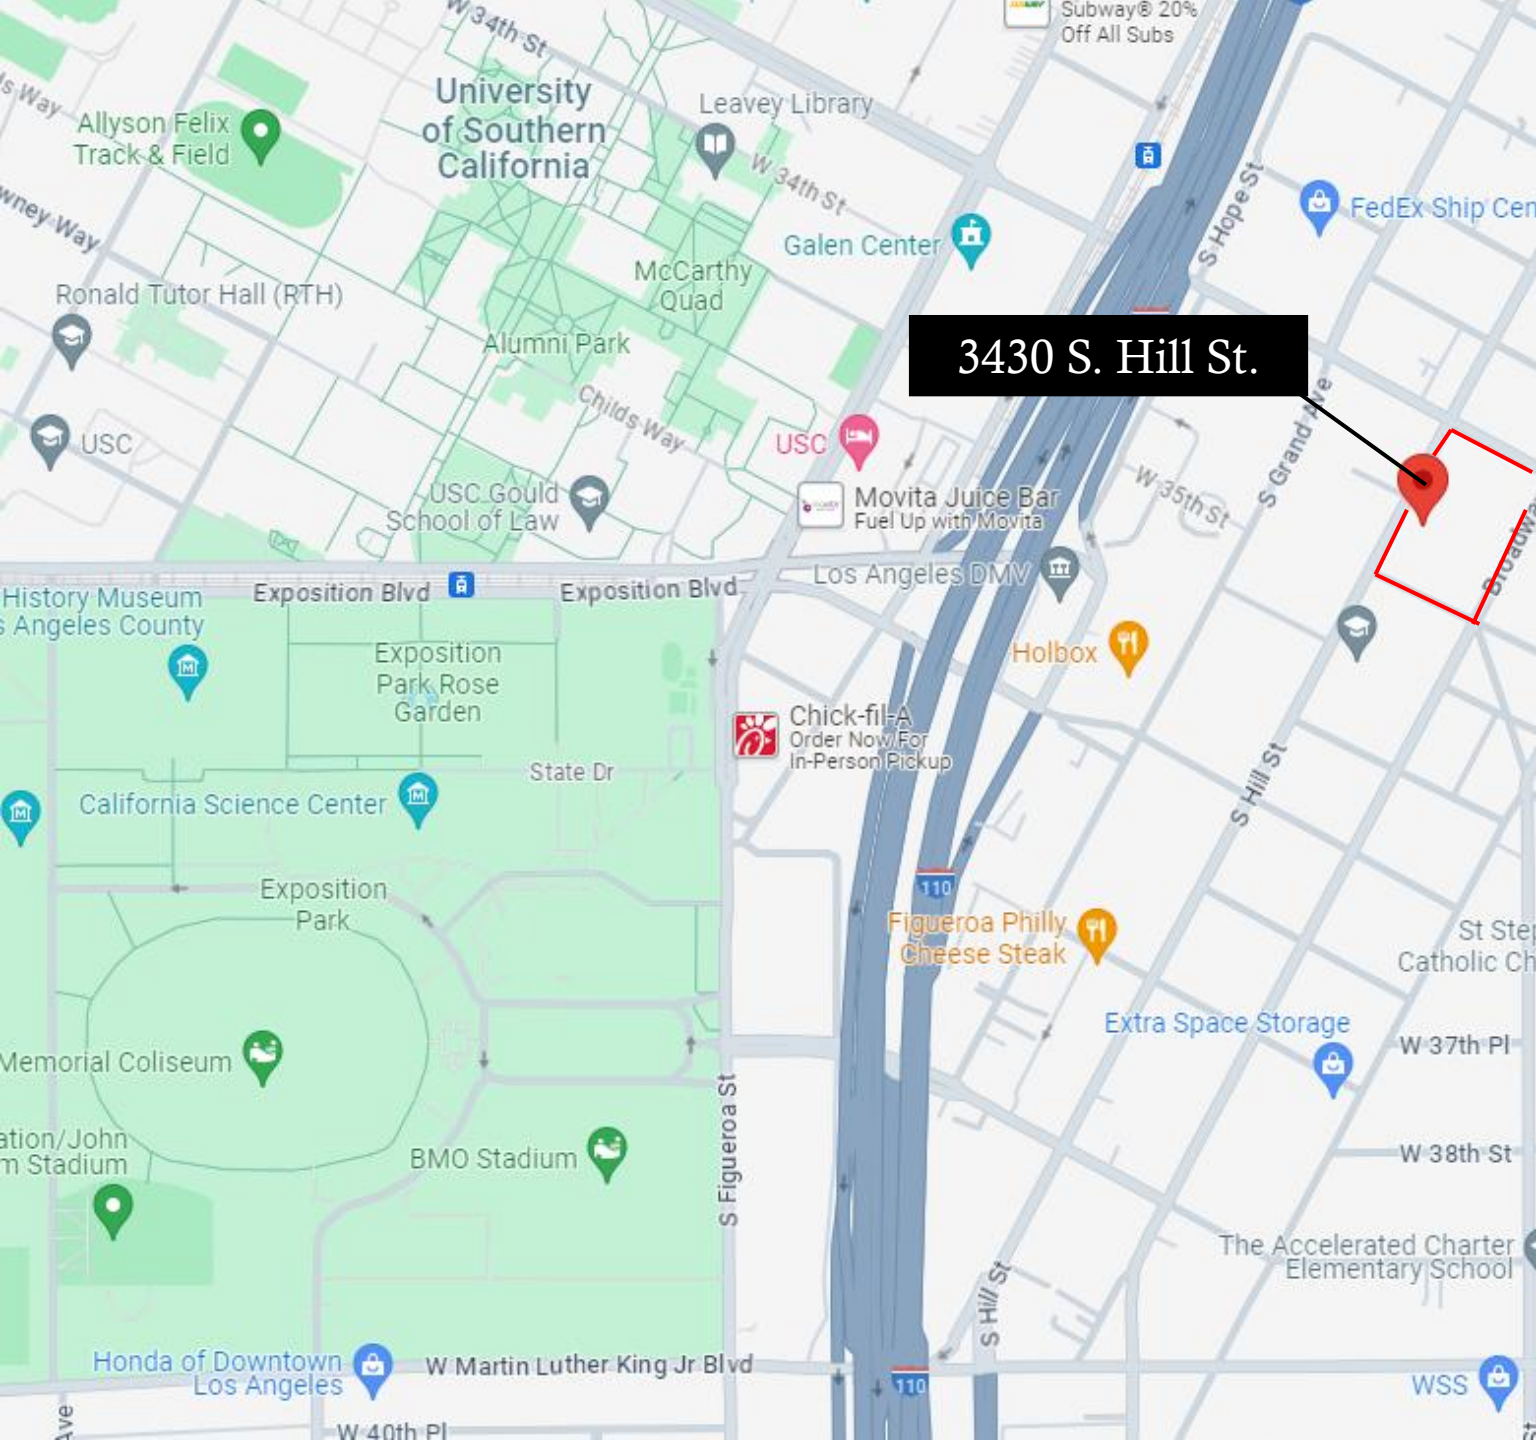 Subway® 20%
Off All Subs
W 34th St
University
of Southern
California
Leavey Library
Allyson Felix
Track & Field
W 34th St
S Hope St
FedEx Ship Cen
Galen Center
McCarthy
Quad
Ronald Tutor Hall (RTH)
Alumni Park
3430 S. Hill St.
Childs Way
USC
USC
S Grand Ave
W 35th St
USC Gould
School of Law
Movita Juice Bar
Fuel Up with Movita
Los Angeles DMV
Exposition Blvd
Exposition Blvd
History Museum
s Angeles County
Exposition
Park Rose
Garden
Holbox
Chick-fil-A
Order Now For
In-Person Pickup
State Dr
California Science Center
S Hill St
Exposition
Park
110
Figueroa Philly
Cheese Steak
St Step
Catholic Ch
Extra Space Storage
W 37th Pl
Memorial Coliseum
S Figueroa St
ation/John
m Stadium
BMO Stadium
W 38th St
The Accelerated Charter
Elementary School
S Hill St
Honda of Downtown
Los Angeles
W Martin Luther King Jr Blvd
110
WSS
Ave
W 40th Pl